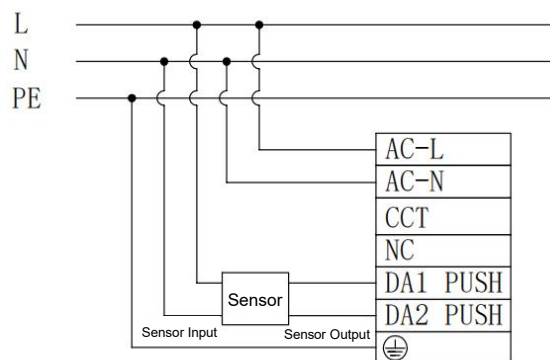 L
N
PE
AC-L
AC-N
CCT
NC
DA1 PUSH
Sensor
DA2 PUSH
Sensor Input
Sensor Output